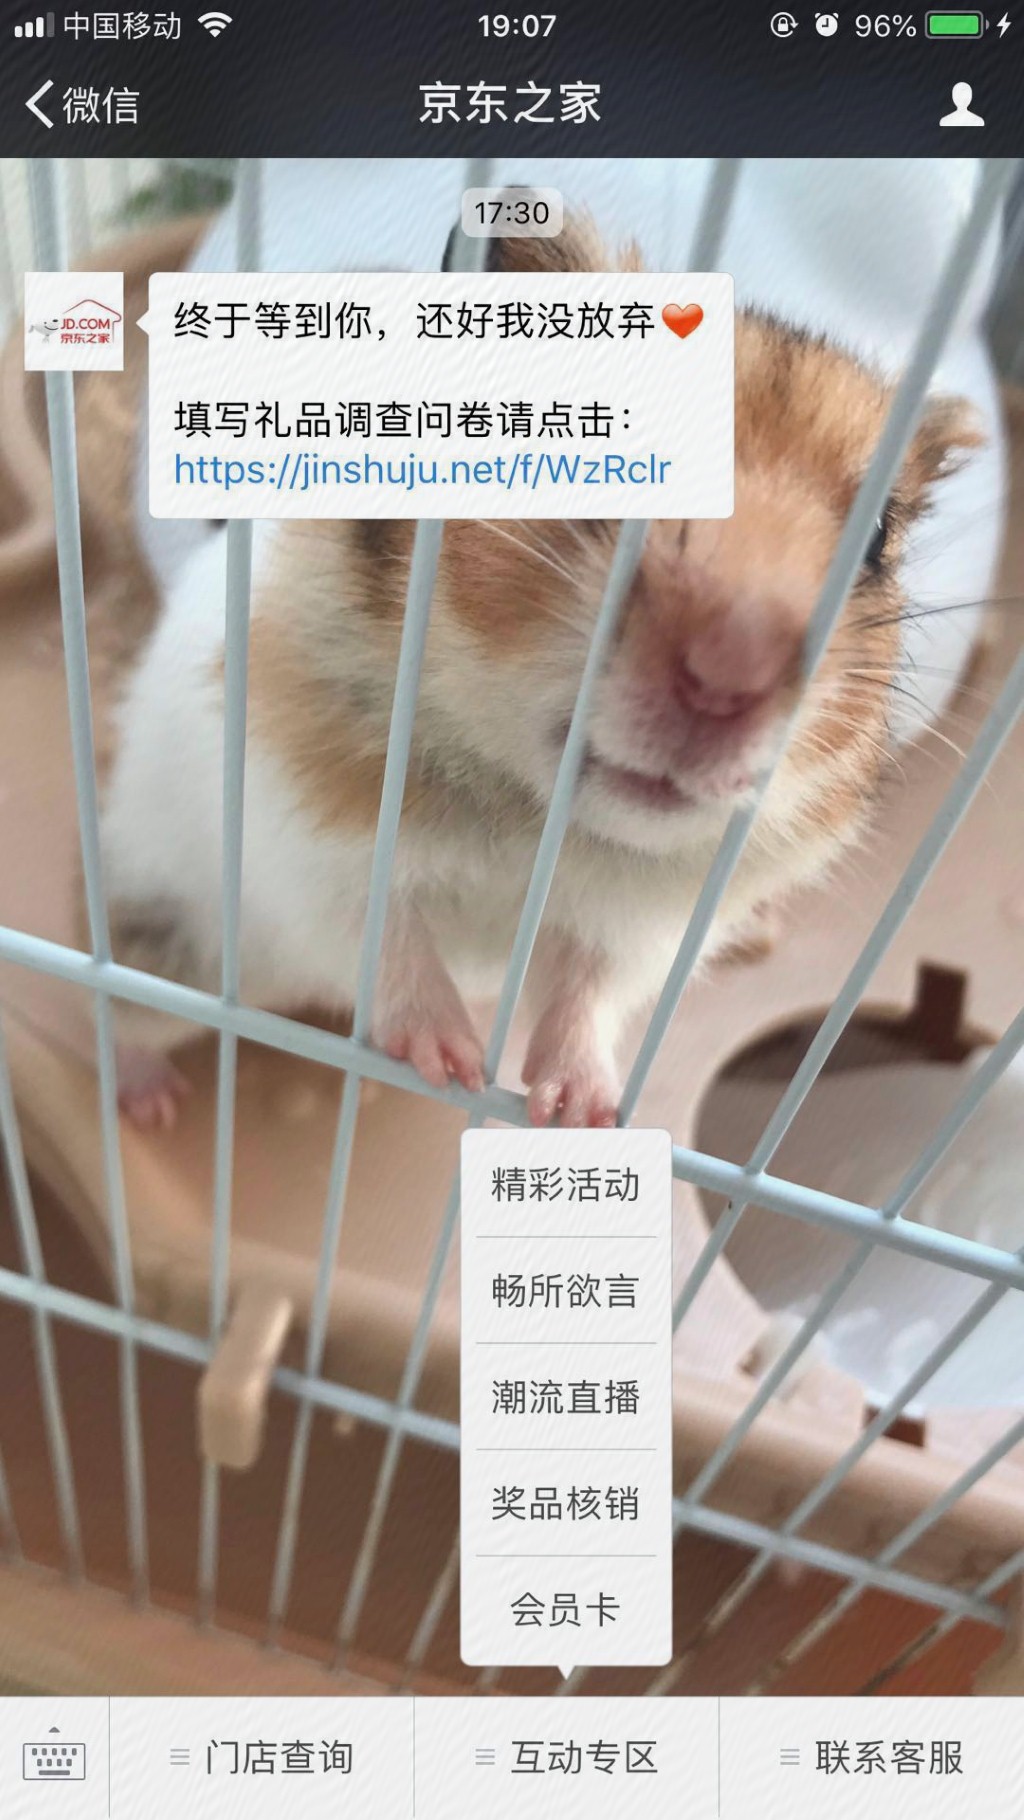 中国移动 19:07 96%
微信 京东之家
17:30
JD.COM
京东之家
终于等到你，还好我没放弃❤️
填写礼品调查问卷请点击：
https://jinshuju.net/f/WzRclr
精彩活动
畅所欲言
潮流直播
奖品核销
会员卡
门店查询 互动专区 联系客服